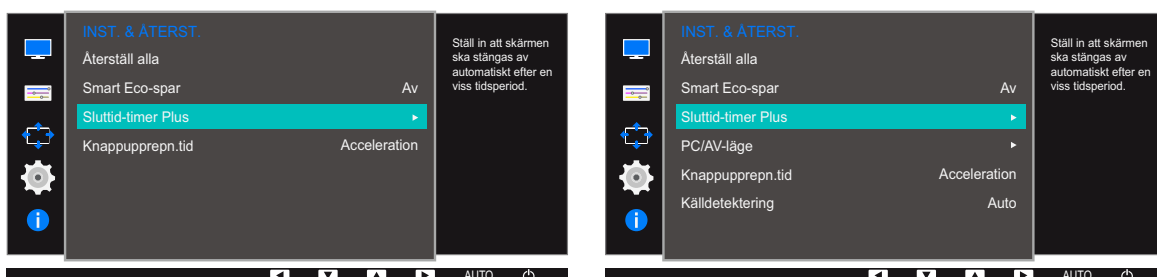 INST. & ÅTERST.
Återställ alla
Smart Eco-spar Av
Sluttid-timer Plus
Knappupprepn.tid Acceleration
Ställ in att skärmen
ska stängas av
automatiskt efter en
viss tidsperiod.
AUTO
INST. & ÅTERST.
Återställ alla
Smart Eco-spar Av
Sluttid-timer Plus
PC/AV-läge
Knappupprepn.tid Acceleration
Källdetektering Auto
Ställ in att skärmen
ska stängas av
automatiskt efter en
viss tidsperiod.
AUTO